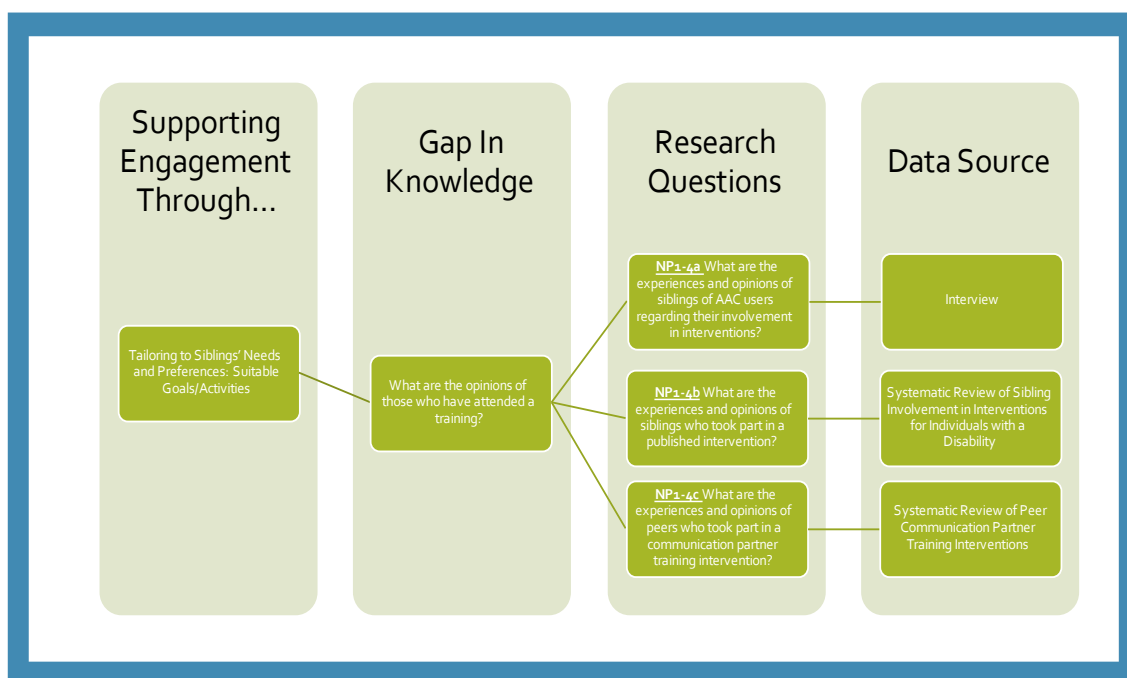 Supporting
Engagement
Through...
Tailoring to Siblings' Needs
and Preferences: Suitable
Goals/Activities
Gap In
Knowledge
What are the opinions of
those who have attended a
training?
Research
Questions
NP1-4a What are the
experiences and opinions of
siblings of AAC users
regarding their involvement
in interventions?
NP1-4b What are the
experiences and opinions of
siblings who took part in a
published intervention?
NP1-4c What are the
experiences and opinions of
peers who took part in a
communication partner
training intervention?
Data Source
Interview
Systematic Review of Sibling
Involvement in Interventions
for Individuals with a
Disability
Systematic Review of Peer
Communication Partner
Training Interventions